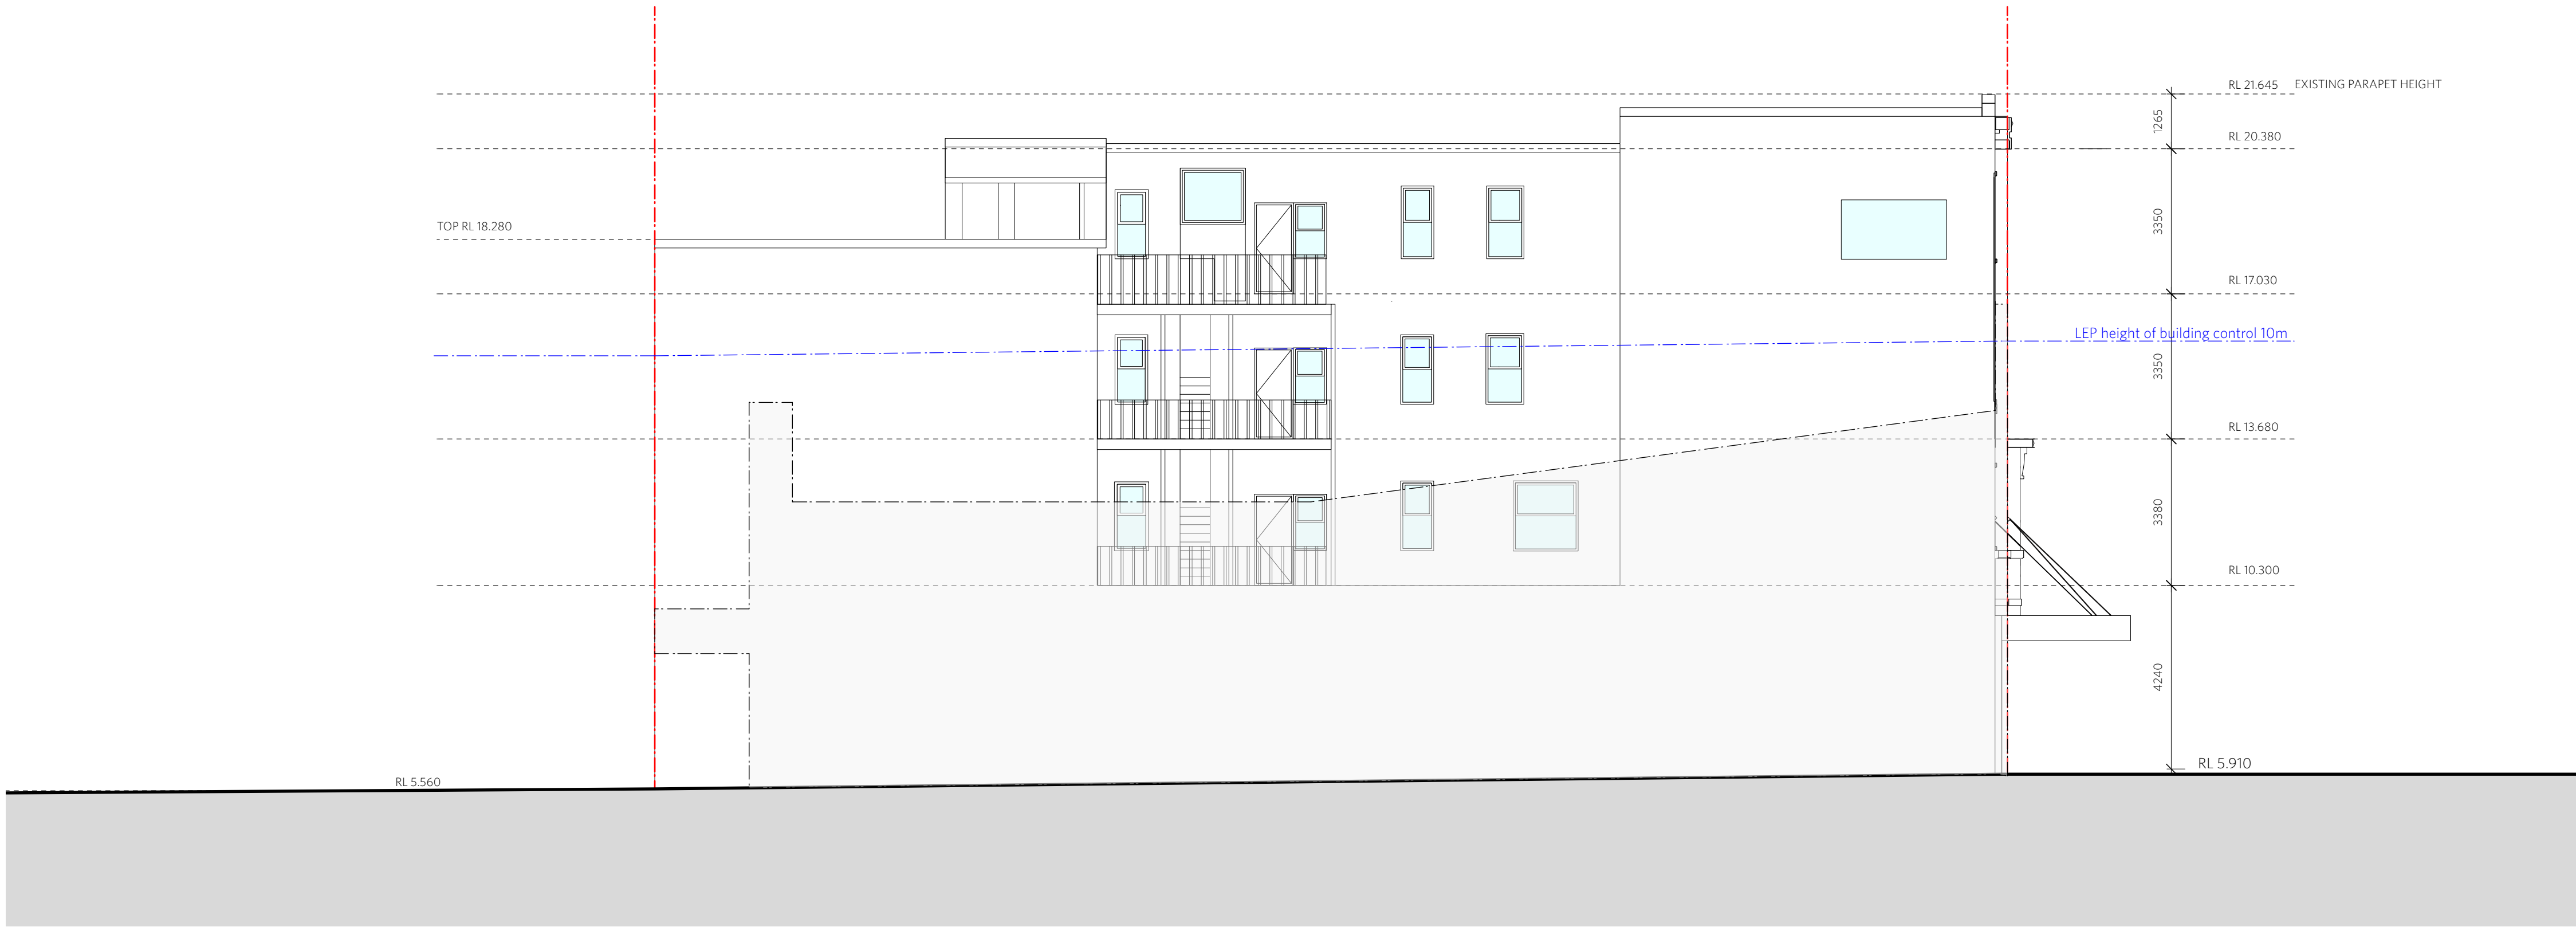 RL 21.645 EXISTING PARAPET HEIGHT
1265
RL 20.380
TOP RL 18.280
3350
RL 17.030
LEP height of building control 10m
3350
RL 13.680
3380
RL 10.300
4240
RL 5.910
RL 5.560